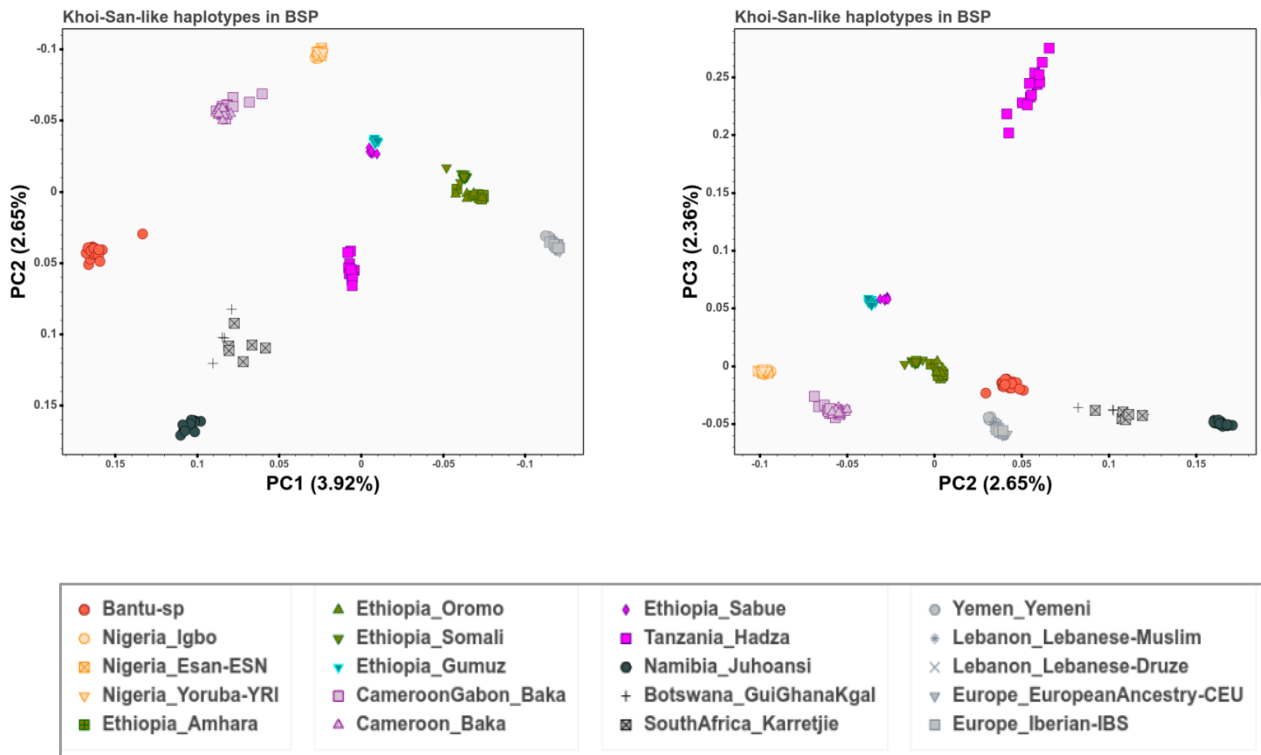 Khoi-San-like haplotypes in BSP
-0.1
-0.05
0
0.05
0.1
0.15
PC2 (2.65%)
0.15
0.1
0.05
0
-0.05
-0.1
PC1 (3.92%)
Khoi-San-like haplotypes in BSP
0.25
0.2
0.15
0.1
0.05
0
-0.05
PC3 (2.36%)
-0.1
-0.05
0
0.05
0.1
0.15
PC2 (2.65%)
Bantu-sp
Nigeria_Igbo
Nigeria_Esan-ESN
Nigeria_Yoruba-YRI
Ethiopia_Amhara
Ethiopia_Oromo
Ethiopia_Somali
Ethiopia_Gumuz
CameroonGabon_Baka
Cameroon_Baka
Ethiopia_Sabue
Tanzania_Hadza
Namibia_Juhoansi
Botswana_GuiGhanaKgal
SouthAfrica_Karretjie
Yemen_Yemeni
Lebanon_Lebanese-Muslim
Lebanon_Lebanese-Druze
Europe_EuropeanAncestry-CEU
Europe_Iberian-IBS